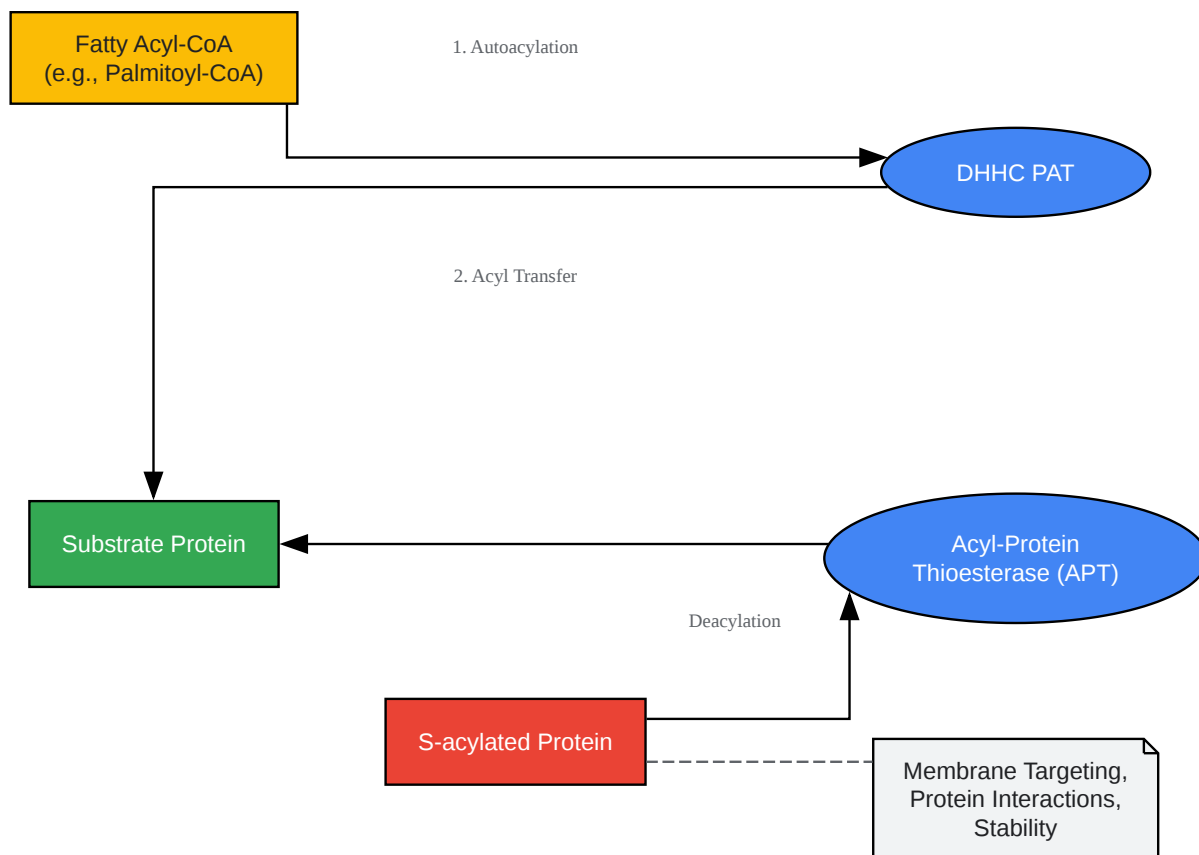 Fatty Acyl-CoA
(e.g., Palmitoyl-CoA)
1. Autoacylation
DHHC PAT
2. Acyl Transfer
Substrate Protein
Acyl-Protein
Thioesterase (APT)
Deacylation
S-acylated Protein
Membrane Targeting,
Protein Interactions,
Stability